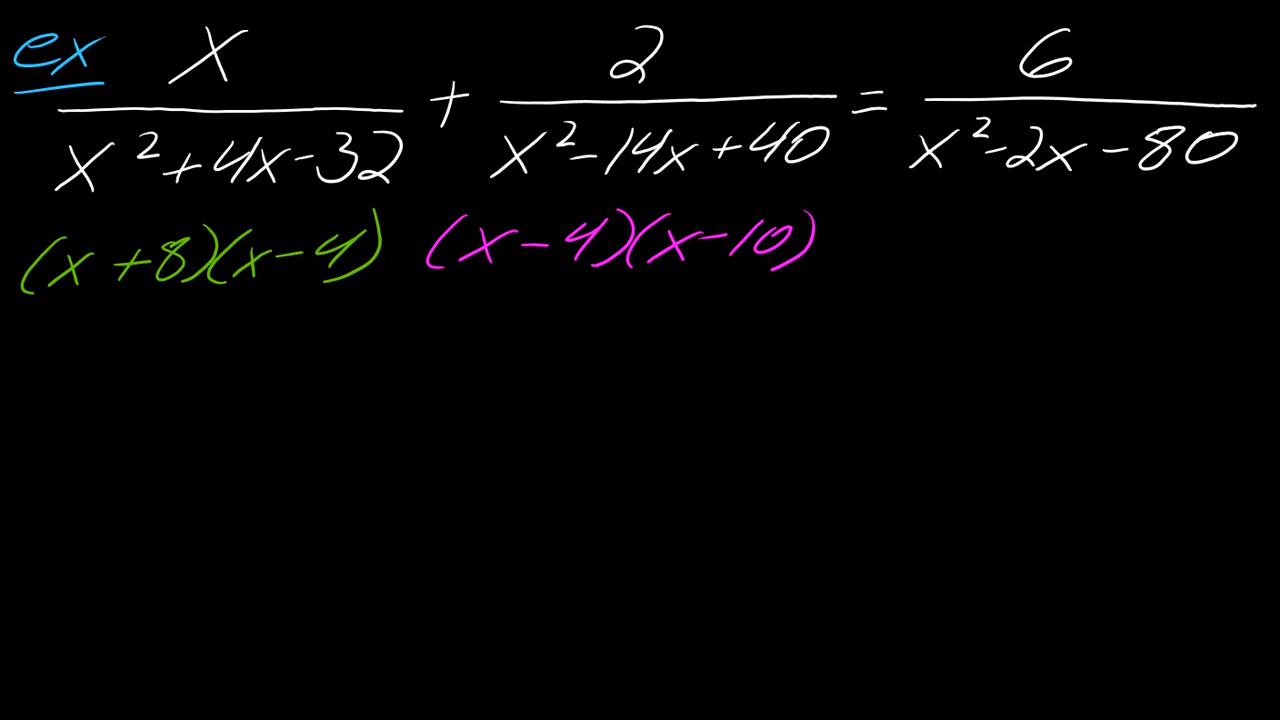 ex x/(x²+4x-32) + 2/(x²-14x+40) = 6/(x²-2x-80)
(x+8)(x-4) (x-4)(x-10)